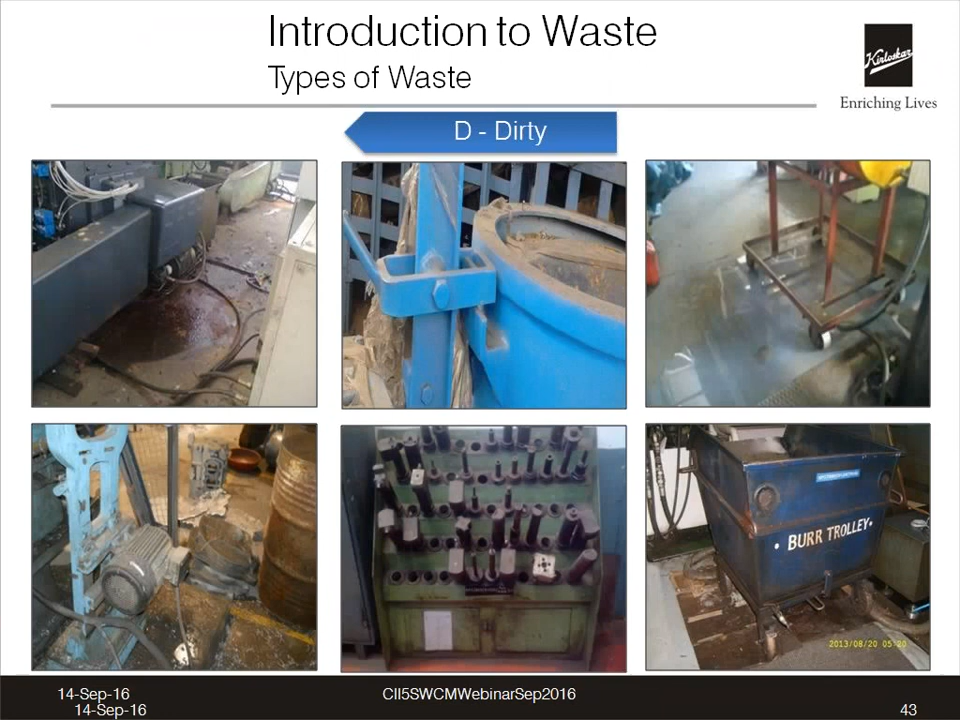 Introduction to Waste
Types of Waste
Kirloskar
Enriching Lives
D - Dirty
• BURR TROLLEY•
2013/08/20 05:20
14-Sep-16
CII5SWCMWebinarSep2016
14-Sep-16
43